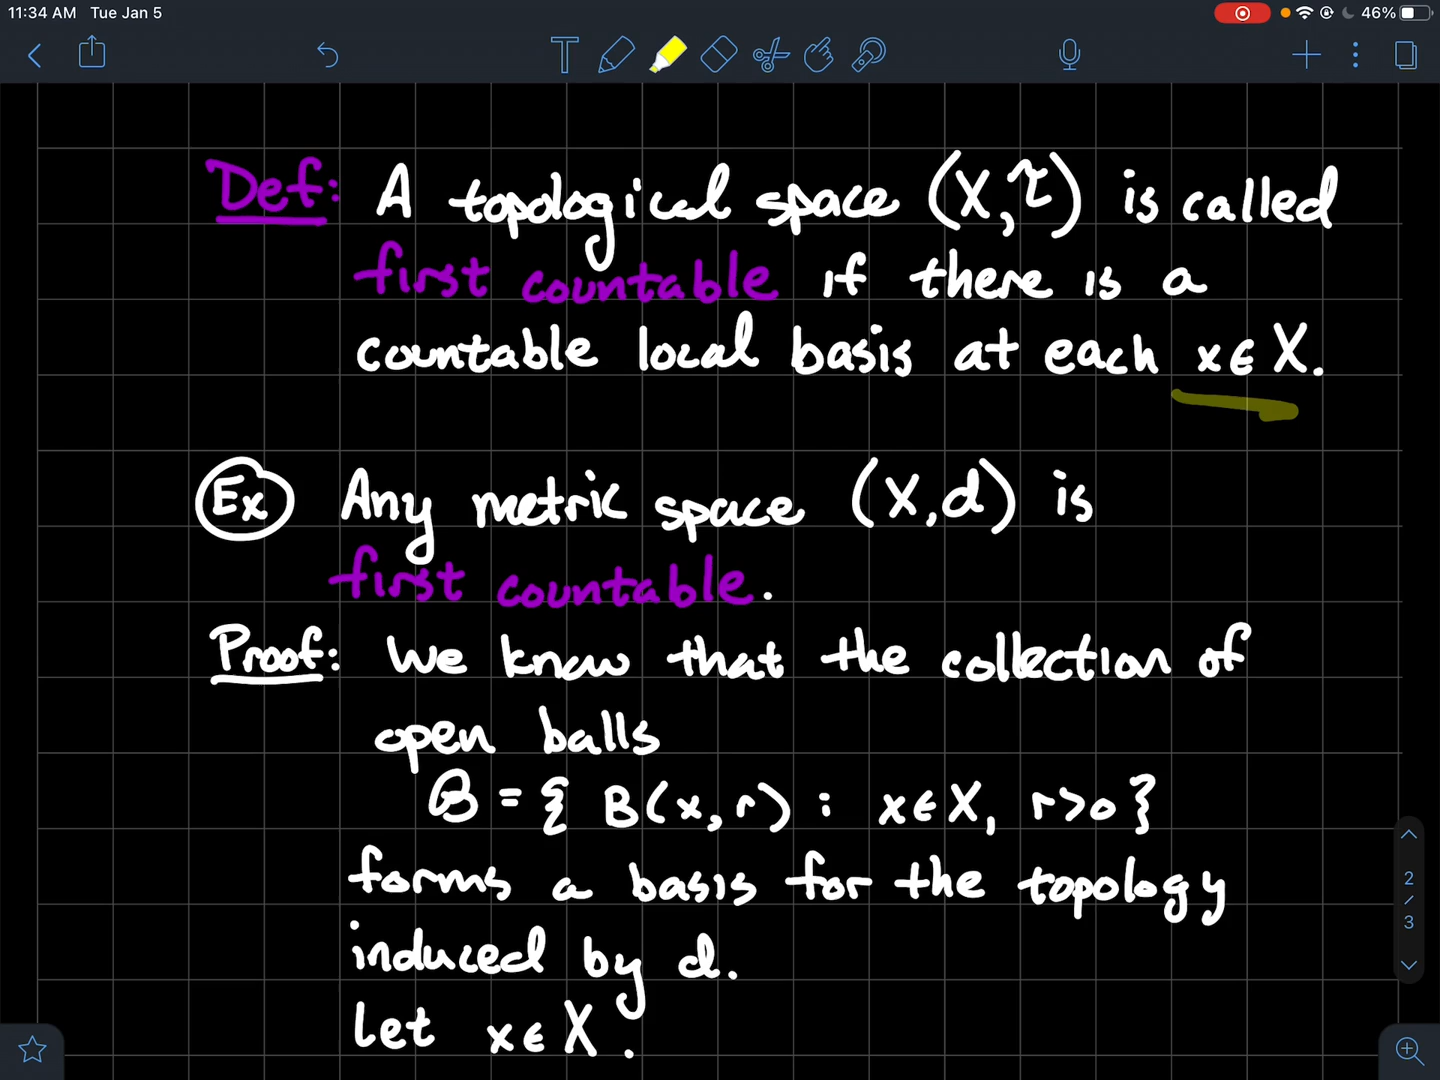 11:34 AM Tue Jan 5
46%
T
Def: A topological space (X, τ) is called
first countable if there is a
countable local basis at each x ∈ X.
Ex Any metric space (X, d) is
first countable.
Proof: We know that the collection of
open balls
B = { B(x, r) : x ∈ X, r > 0 }
forms a basis for the topology
induced by d.
Let x ∈ X.
2
/
3